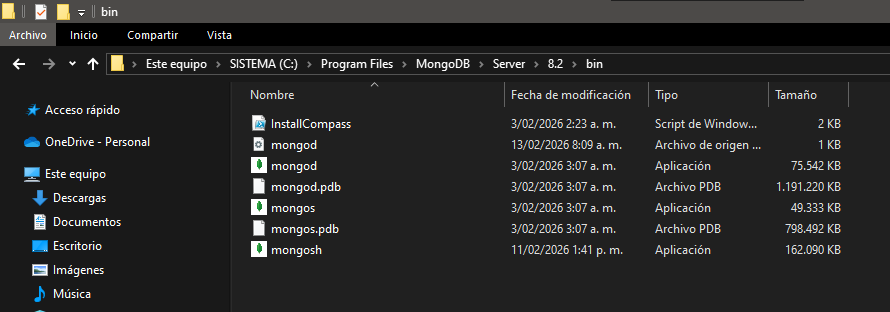 bin
Archivo Inicio Compartir Vista
Este equipo SISTEMA (C:) Program Files MongoDB Server 8.2 bin
Nombre Fecha de modificación Tipo Tamaño
Acceso rápido
OneDrive - Personal
Este equipo
Descargas
Documentos
Escritorio
Imágenes
Música
InstallCompass 3/02/2026 2:23 a. m. Script de Window... 2 KB
mongod 13/02/2026 8:09 a. m. Archivo de origen ... 1 KB
mongod 3/02/2026 3:07 a. m. Aplicación 75.542 KB
mongod.pdb 3/02/2026 3:07 a. m. Archivo PDB 1.191.220 KB
mongos 3/02/2026 3:07 a. m. Aplicación 49.333 KB
mongos.pdb 3/02/2026 3:07 a. m. Archivo PDB 798.492 KB
mongosh 11/02/2026 1:41 p. m. Aplicación 162.090 KB